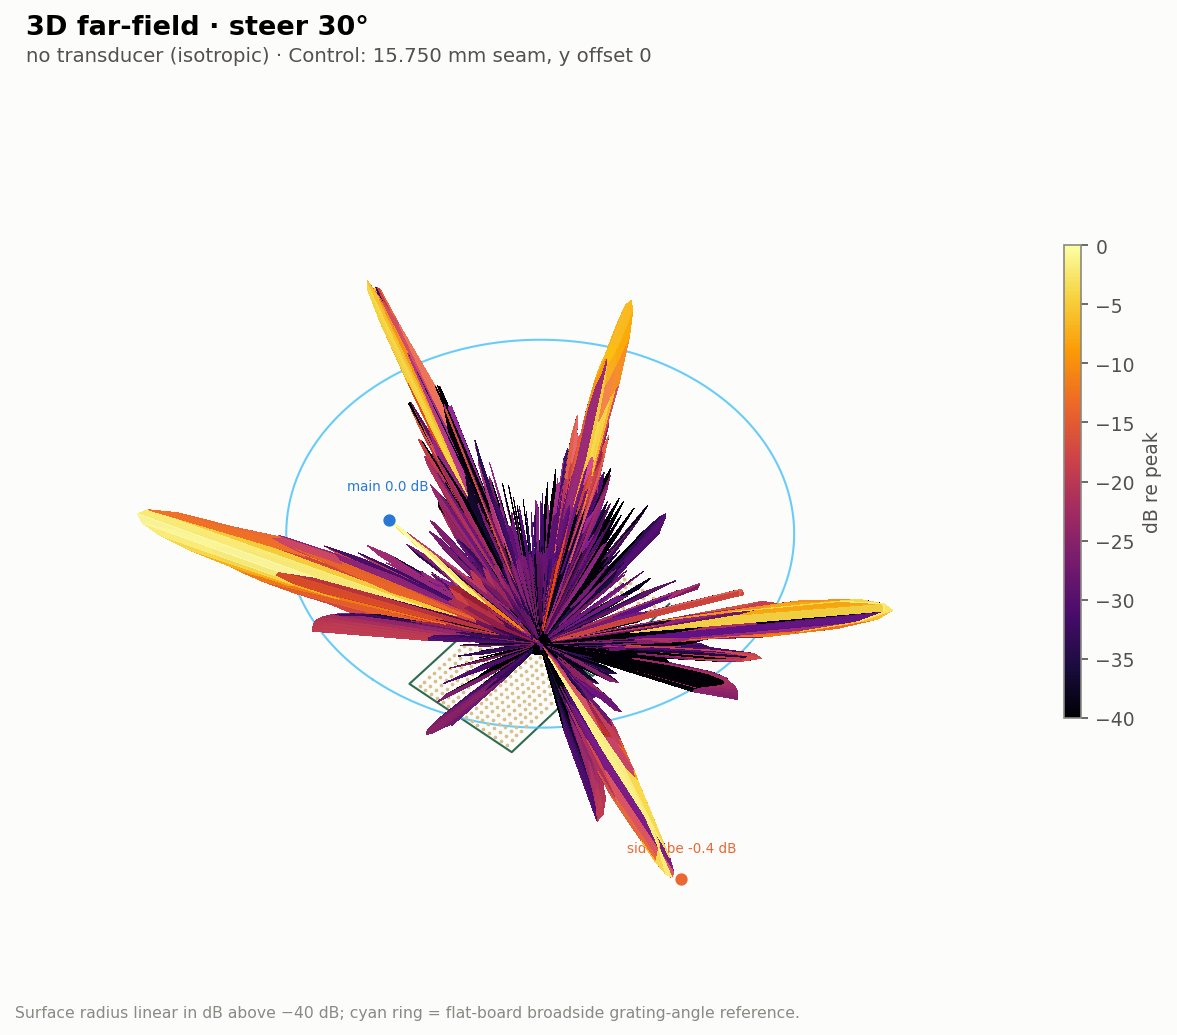 3D far-field · steer 30°
no transducer (isotropic) · Control: 15.750 mm seam, y offset 0
main 0.0 dB
-0.4 dB
0
−5
−10
−15
−20
−25
−30
−35
−40
dB re peak
Surface radius linear in dB above −40 dB; cyan ring = flat-board broadside grating-angle reference.